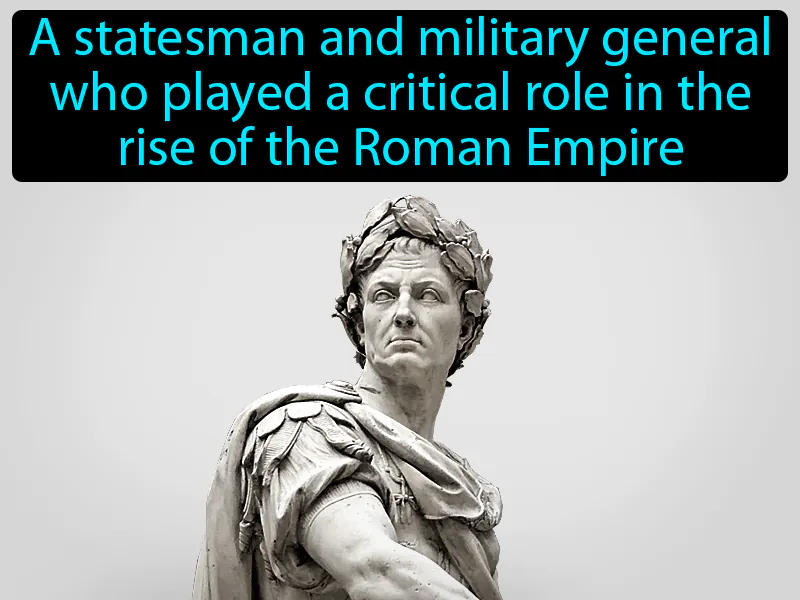 A statesman and military general
who played a critical role in the
rise of the Roman Empire